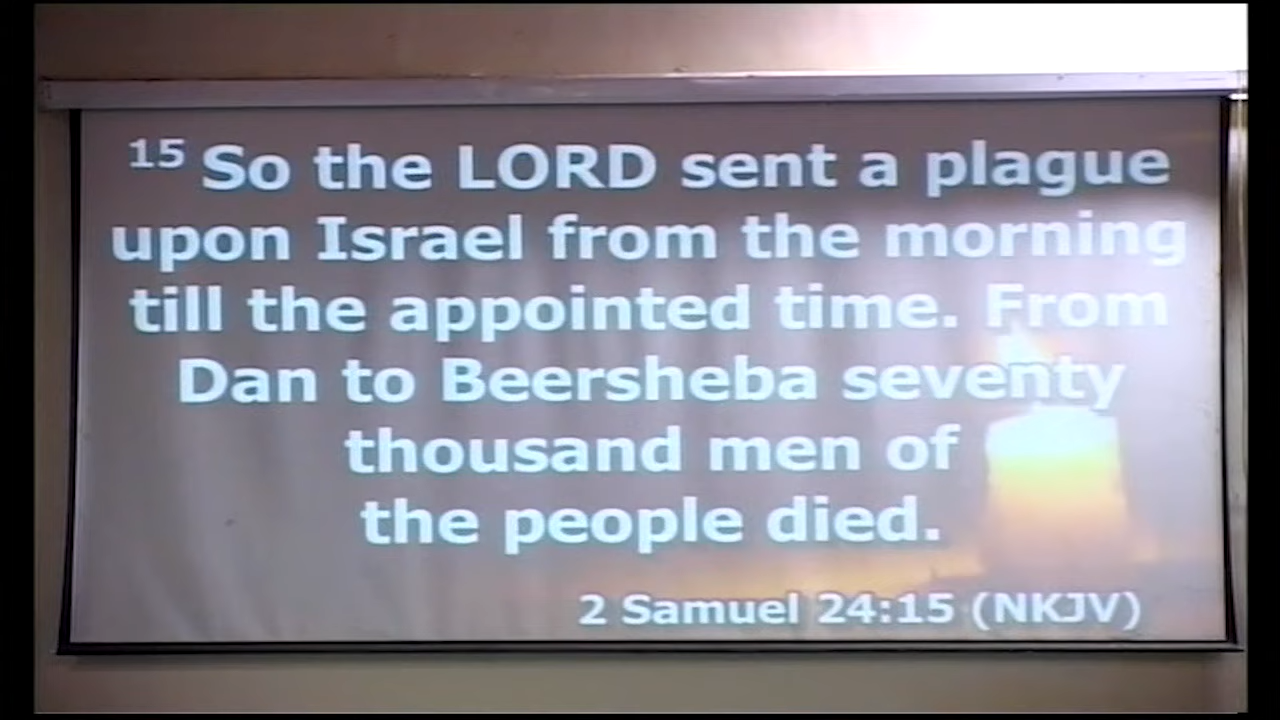 15 So the LORD sent a plague
upon Israel from the morning
till the appointed time. From
Dan to Beersheba seventy
thousand men of
the people died.
2 Samuel 24:15 (NKJV)